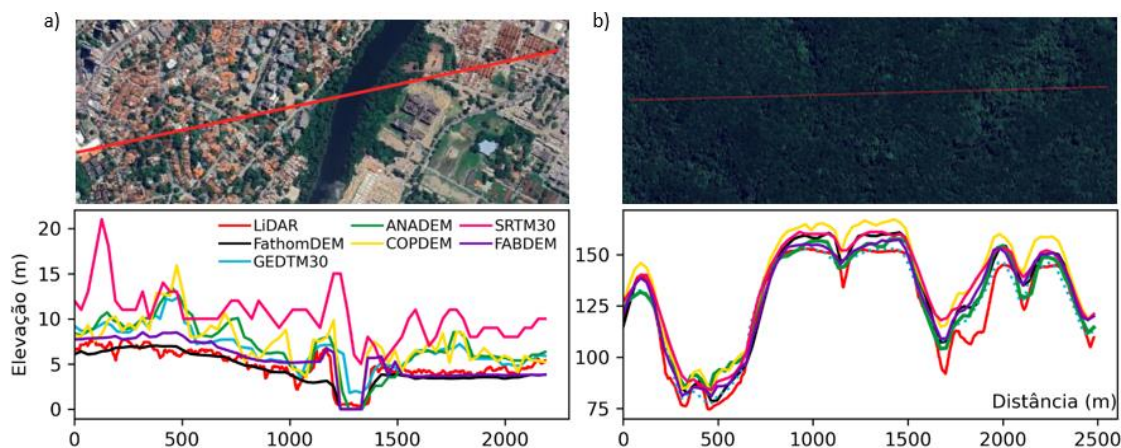 a)
b)
20
15
10
5
0
Elevação (m)
LiDAR
FathomDEM
GEDTM30
ANADEM
COPDEM
SRTM30
FABDEM
0 500 1000 1500 2000
150
125
100
75
Distância (m)
0 500 1000 1500 2000 2500